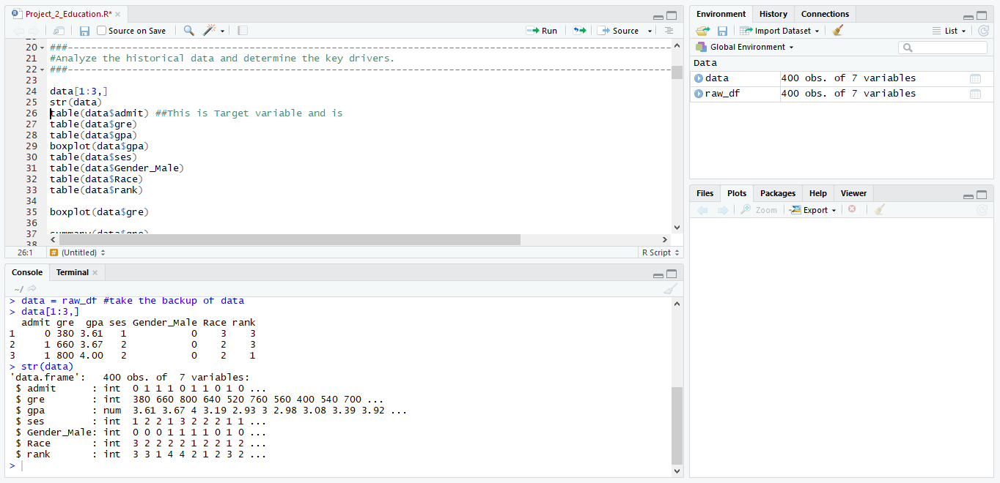 Project_2_Education.R*
Source on Save
Run
Source
20 ###----------------------------------------------------------------------------------------------------------
21 #Analyze the historical data and determine the key drivers.
22 ###----------------------------------------------------------------------------------------------------------
23
24 data[1:3,]
25 str(data)
26 table(data$admit) ##This is Target variable and is
27 table(data$gre)
28 table(data$gpa)
29 boxplot(data$gpa)
30 table(data$ses)
31 table(data$Gender_Male)
32 table(data$Race)
33 table(data$rank)
34
35 boxplot(data$gre)
36
37 summary(data$gre)
38
26:1 # (Untitled) R Script
Console Terminal
~/
> data = raw_df #take the backup of data
> data[1:3,]
admit gre gpa ses Gender_Male Race rank
1 0 380 3.61 1 0 3 3
2 1 660 3.67 2 0 2 3
3 1 800 4.00 2 0 2 1
> str(data)
'data.frame': 400 obs. of 7 variables:
$ admit : int 0 1 1 1 0 1 1 0 1 0 ...
$ gre : int 380 660 800 640 520 760 560 400 540 700 ...
$ gpa : num 3.61 3.67 4 3.19 2.93 3 2.98 3.08 3.39 3.92 ...
$ ses : int 1 2 2 1 3 2 2 2 1 1 ...
$ Gender_Male: int 0 0 0 1 1 1 1 0 1 0 ...
$ Race : int 3 2 2 2 2 1 2 2 1 2 ...
$ rank : int 3 3 1 4 4 2 1 2 3 2 ...
>
Environment History Connections
Import Dataset List
Global Environment
Data
data 400 obs. of 7 variables
raw_df 400 obs. of 7 variables
Files Plots Packages Help Viewer
Zoom Export